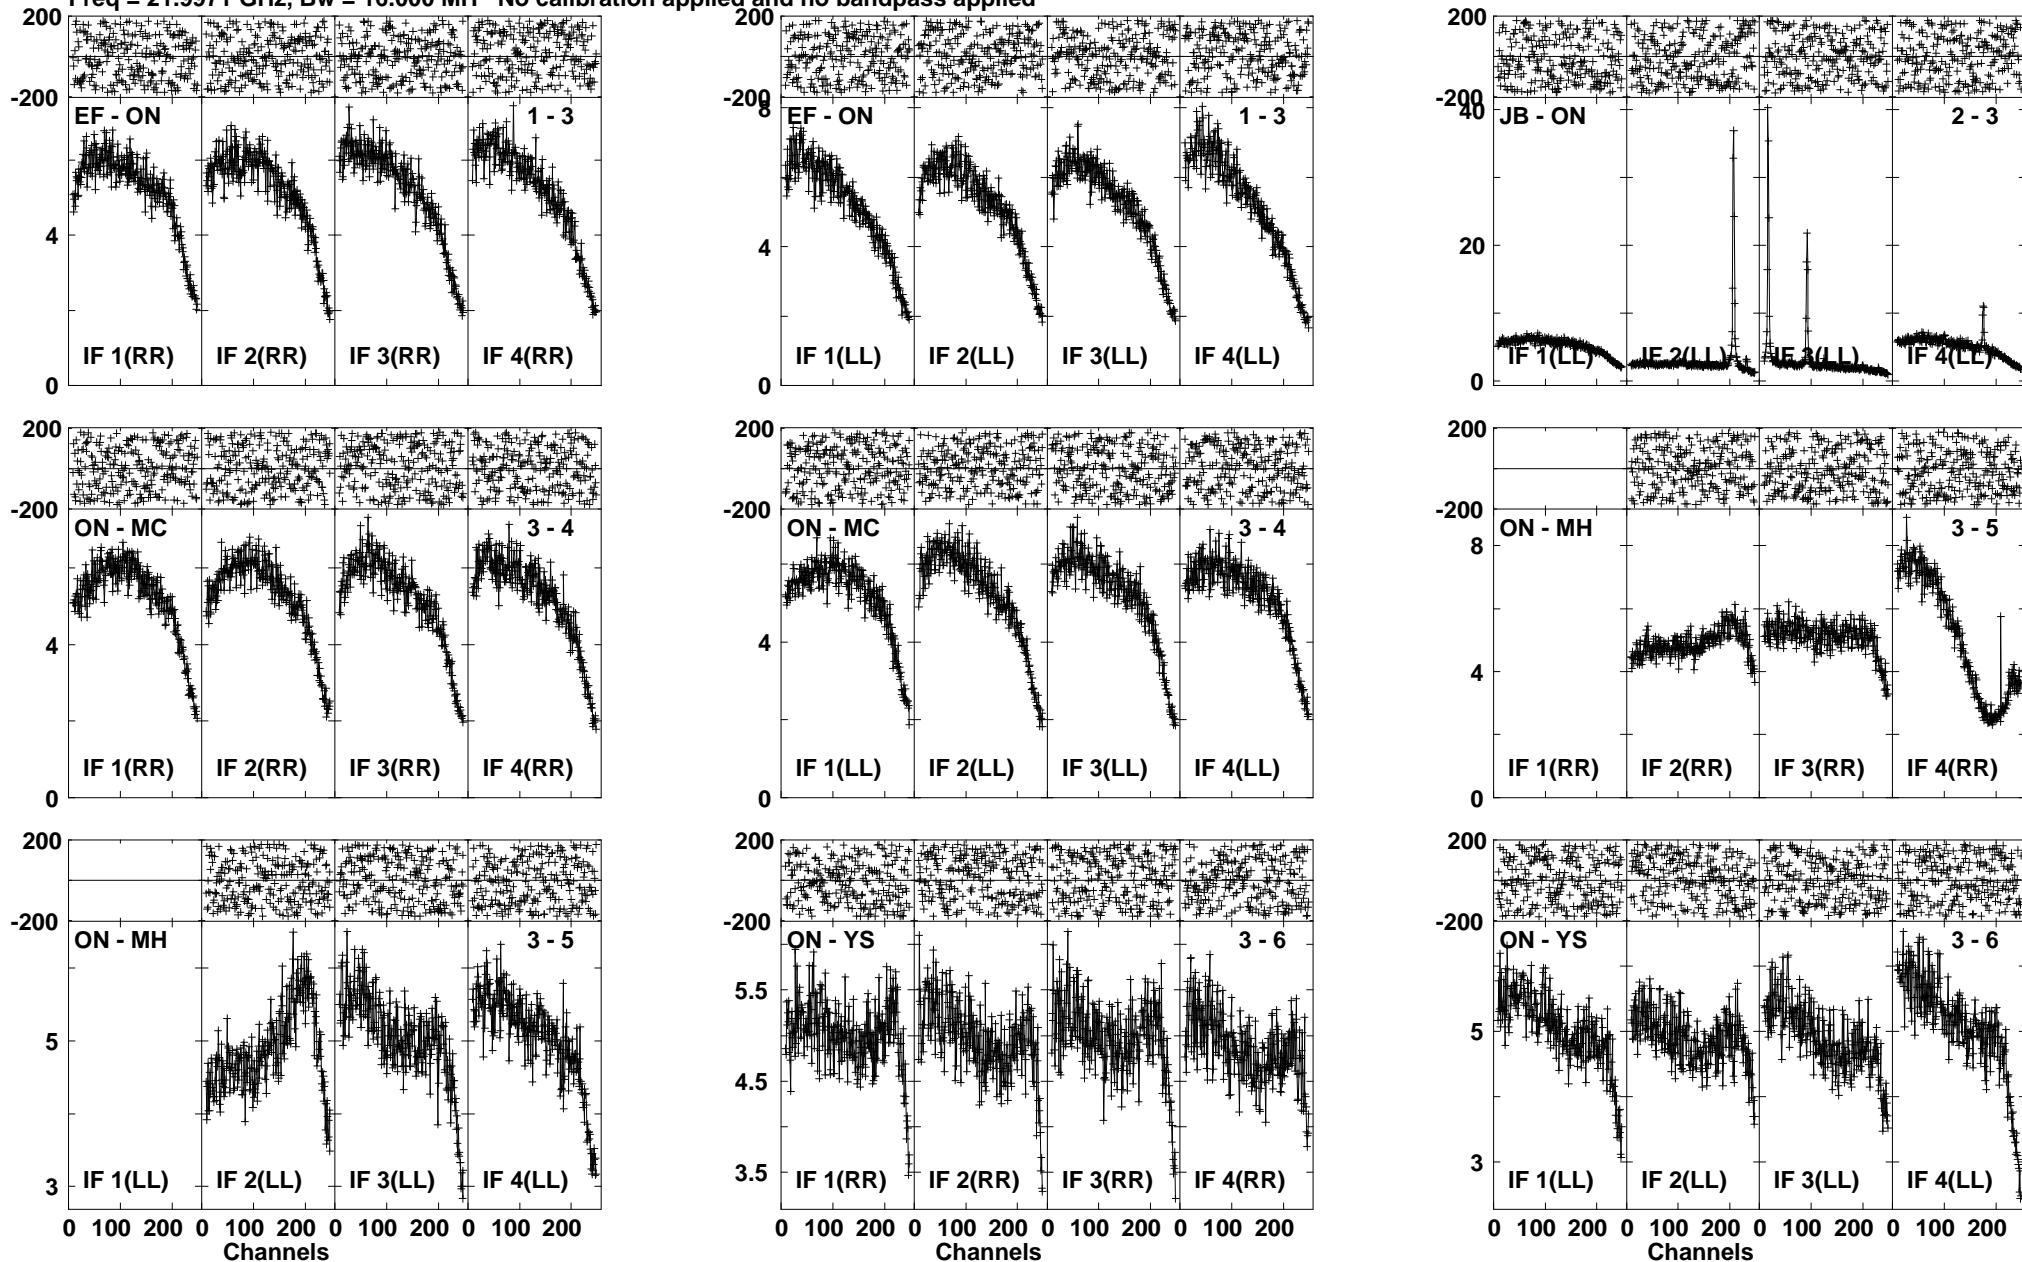 Freq = 21.9971 GHz, Bw = 16.000 MH No calibration applied and no bandpass applied
200 200 200
-200 -200 -200
EF - ON 1 - 3 8 EF - ON 1 - 3 40 JB - ON 2 - 3
4 4 20
0 0
IF 1(RR) IF 2(RR) IF 3(RR) IF 4(RR) IF 1(LL) IF 2(LL) IF 3(LL) IF 4(LL) IF 1(LL) IF 2(LL) IF 3(LL) IF 4(LL)
0 100 200 0 100 200 0 100 200 0 100 200 0 100 200 0 100 200 0 100 200 0 100 200 0 100 200 0 100 200 0 100 200 0 100 200
200 200 200
-200 -200 -200
ON - MC 3 - 4 ON - MC 3 - 4 ON - MH 3 - 5
8
4 4 4
IF 1(RR) IF 2(RR) IF 3(RR) IF 4(RR) IF 1(LL) IF 2(LL) IF 3(LL) IF 4(LL) IF 1(RR) IF 2(RR) IF 3(RR) IF 4(RR)
0 0 0
200 200 200
-200 -200 -200
ON - MH 3 - 5 ON - YS 3 - 6 ON - YS 3 - 6
5 5.5 5
4.5
3 3.5 3
IF 1(LL) IF 2(LL) IF 3(LL) IF 4(LL) IF 1(RR) IF 2(RR) IF 3(RR) IF 4(RR) IF 1(LL) IF 2(LL) IF 3(LL) IF 4(LL)
Channels Channels Channels